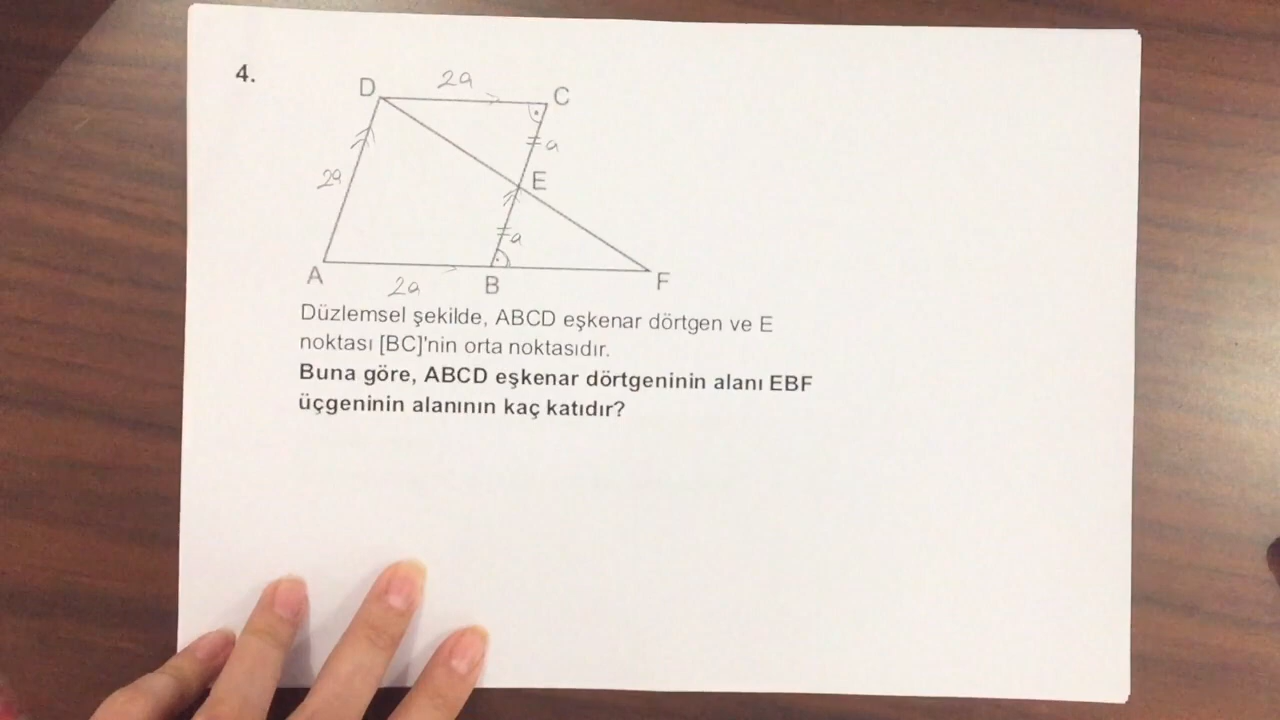 4.
2a
D
C
a
2a
E
a
A
2a
B
F
Düzlemsel şekilde, ABCD eşkenar dörtgen ve E
noktası [BC]'nin orta noktasıdır.
Buna göre, ABCD eşkenar dörtgeninin alanı EBF
üçgeninin alanının kaç katıdır?